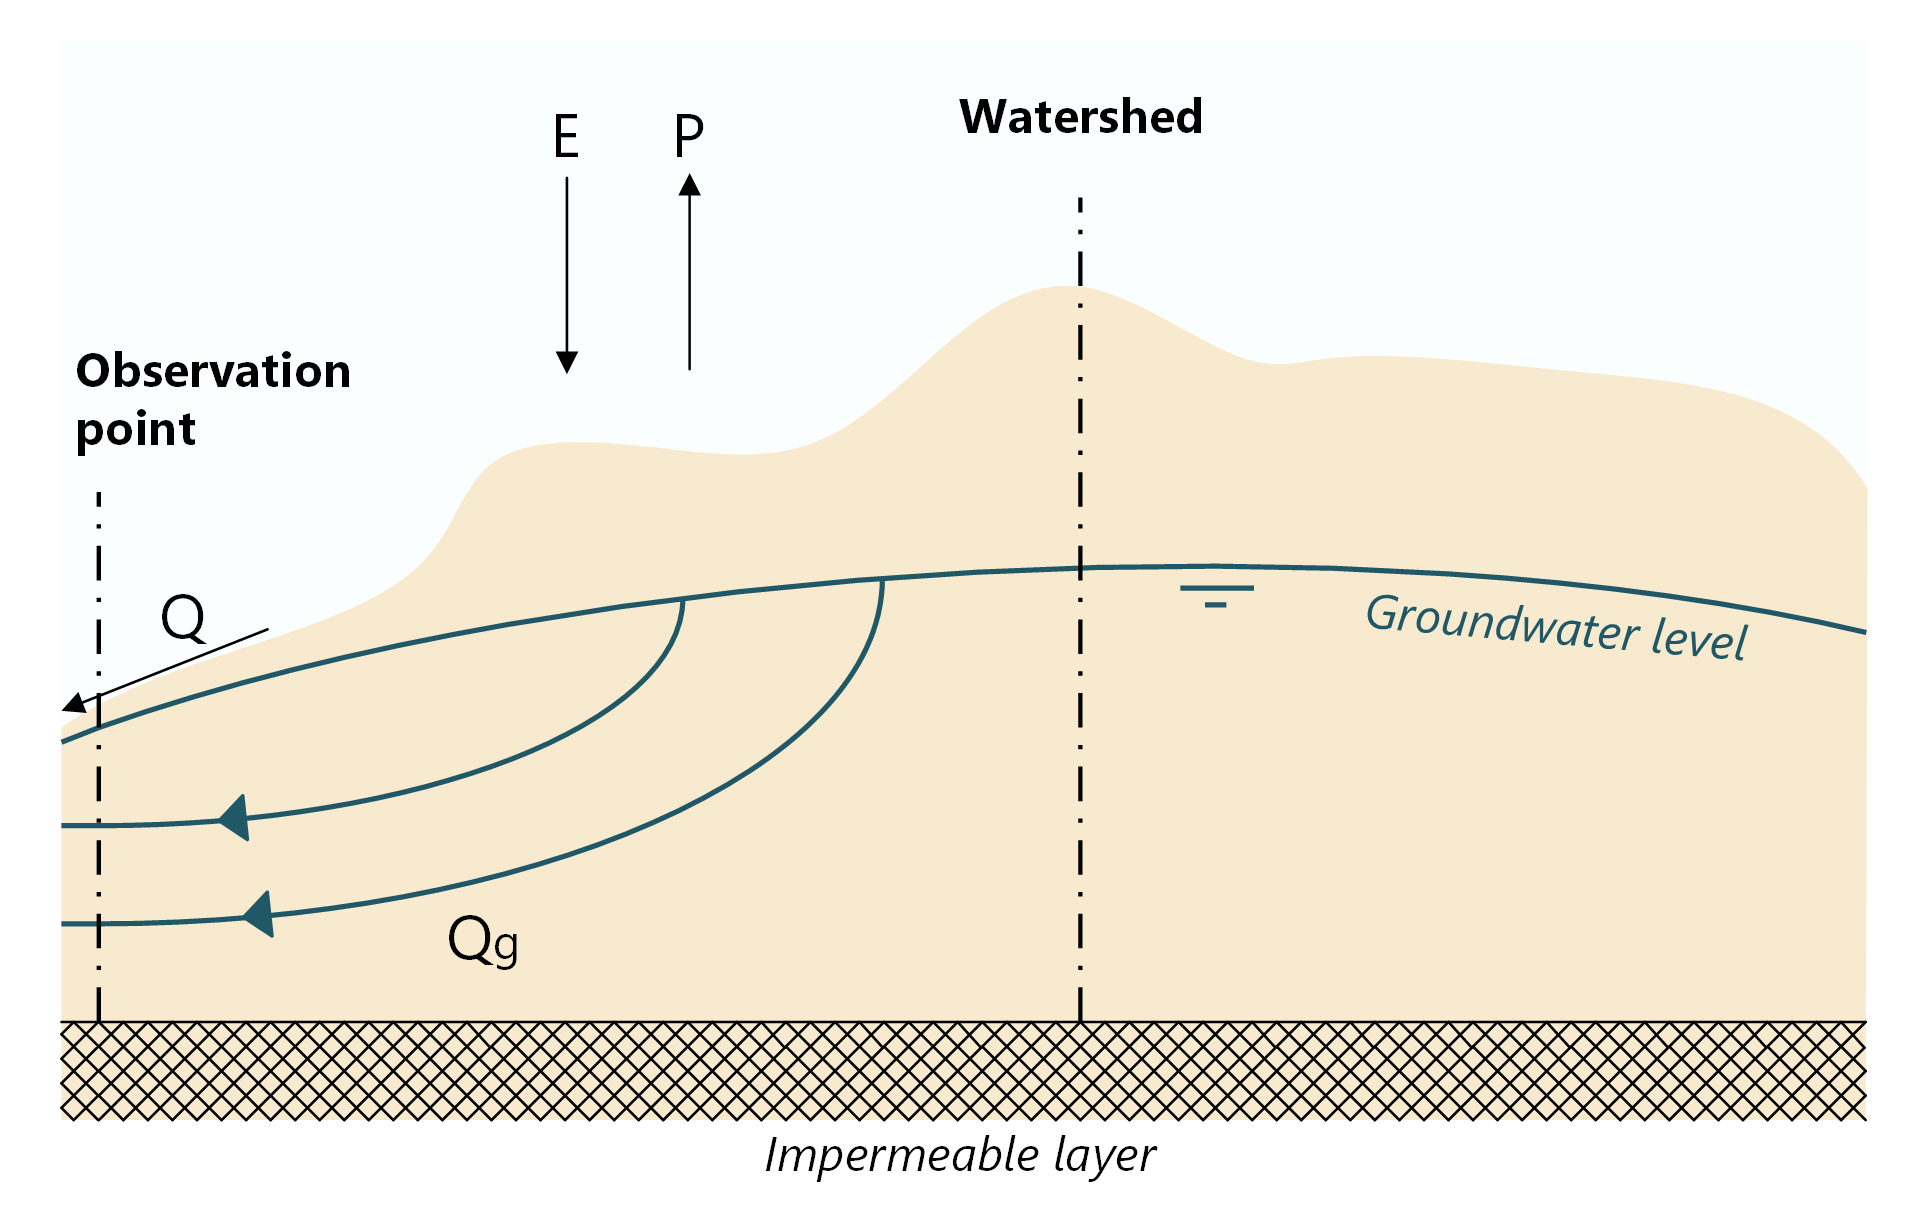 Watershed
E
P
Observation
point
Q
Groundwater level
Qg
Impermeable layer